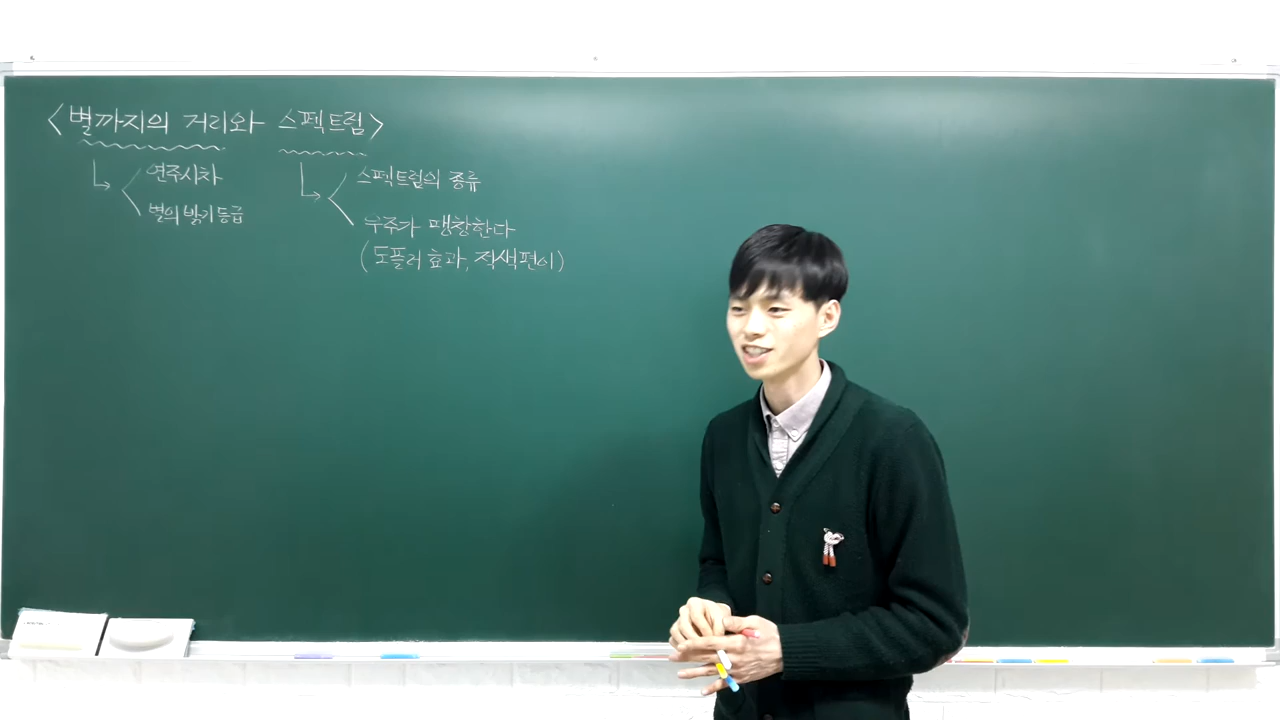 <별까지의 거리와 스펙트럼>
연주시차
별의 밝기 등급
스펙트럼의 종류
우주가 팽창한다
(도플러 효과, 적색편이)